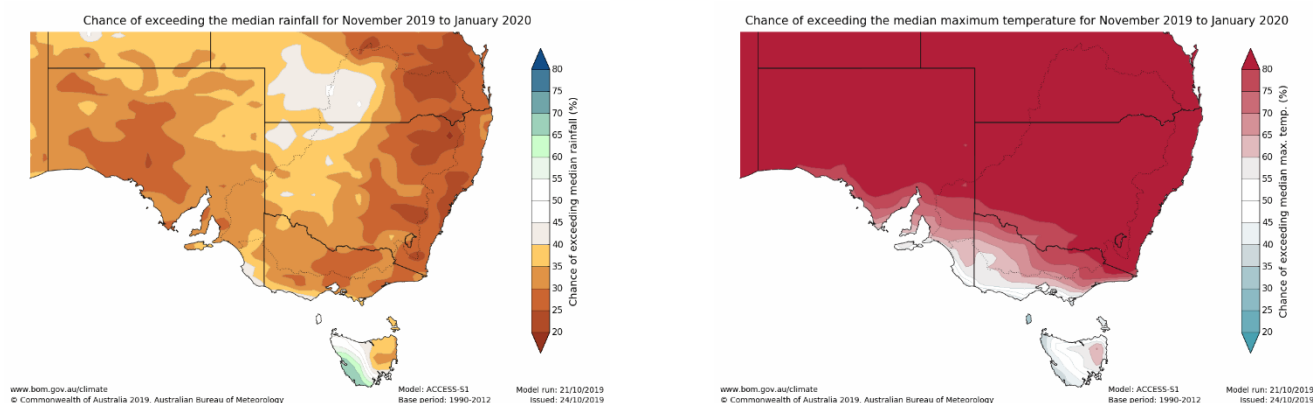 Chance of exceeding the median rainfall for November 2019 to January 2020
80
75
70
65
60
55
50
45
40
35
30
25
20
Chance of exceeding median rainfall (%)
www.bom.gov.au/climate
© Commonwealth of Australia 2019, Australian Bureau of Meteorology
Model: ACCESS-S1
Base period: 1990-2012
Model run: 21/10/2019
Issued: 24/10/2019
Chance of exceeding the median maximum temperature for November 2019 to January 2020
80
75
70
65
60
55
50
45
40
35
30
25
20
Chance of exceeding median max. temp. (%)
www.bom.gov.au/climate
© Commonwealth of Australia 2019, Australian Bureau of Meteorology
Model: ACCESS-S1
Base period: 1990-2012
Model run: 21/10/2019
Issued: 24/10/2019